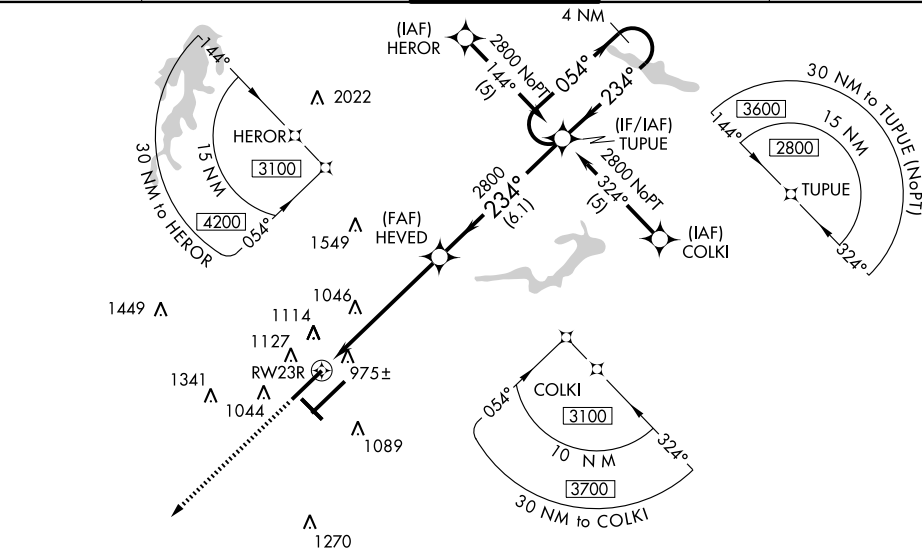 (IAF)
HEROR
4 NM
2800 NoPT
144°
(5)
054°
234°
(IF/IAF)
TUPUE
2800 NoPT
324°
(5)
(IAF)
COLKI
2800
234°
(6.1)
(FAF)
HEVED
144°
2022
HEROR
3100
15 NM
4200
054°
30 NM to HEROR
30 NM to TUPUE (NoPT)
3600
144°
15 NM
2800
TUPUE
324°
1549
1449
1046
1114
1127
RW23R
975±
1341
1044
1089
1270
COLKI
054°
3100
324°
10 NM
3700
30 NM to COLKI